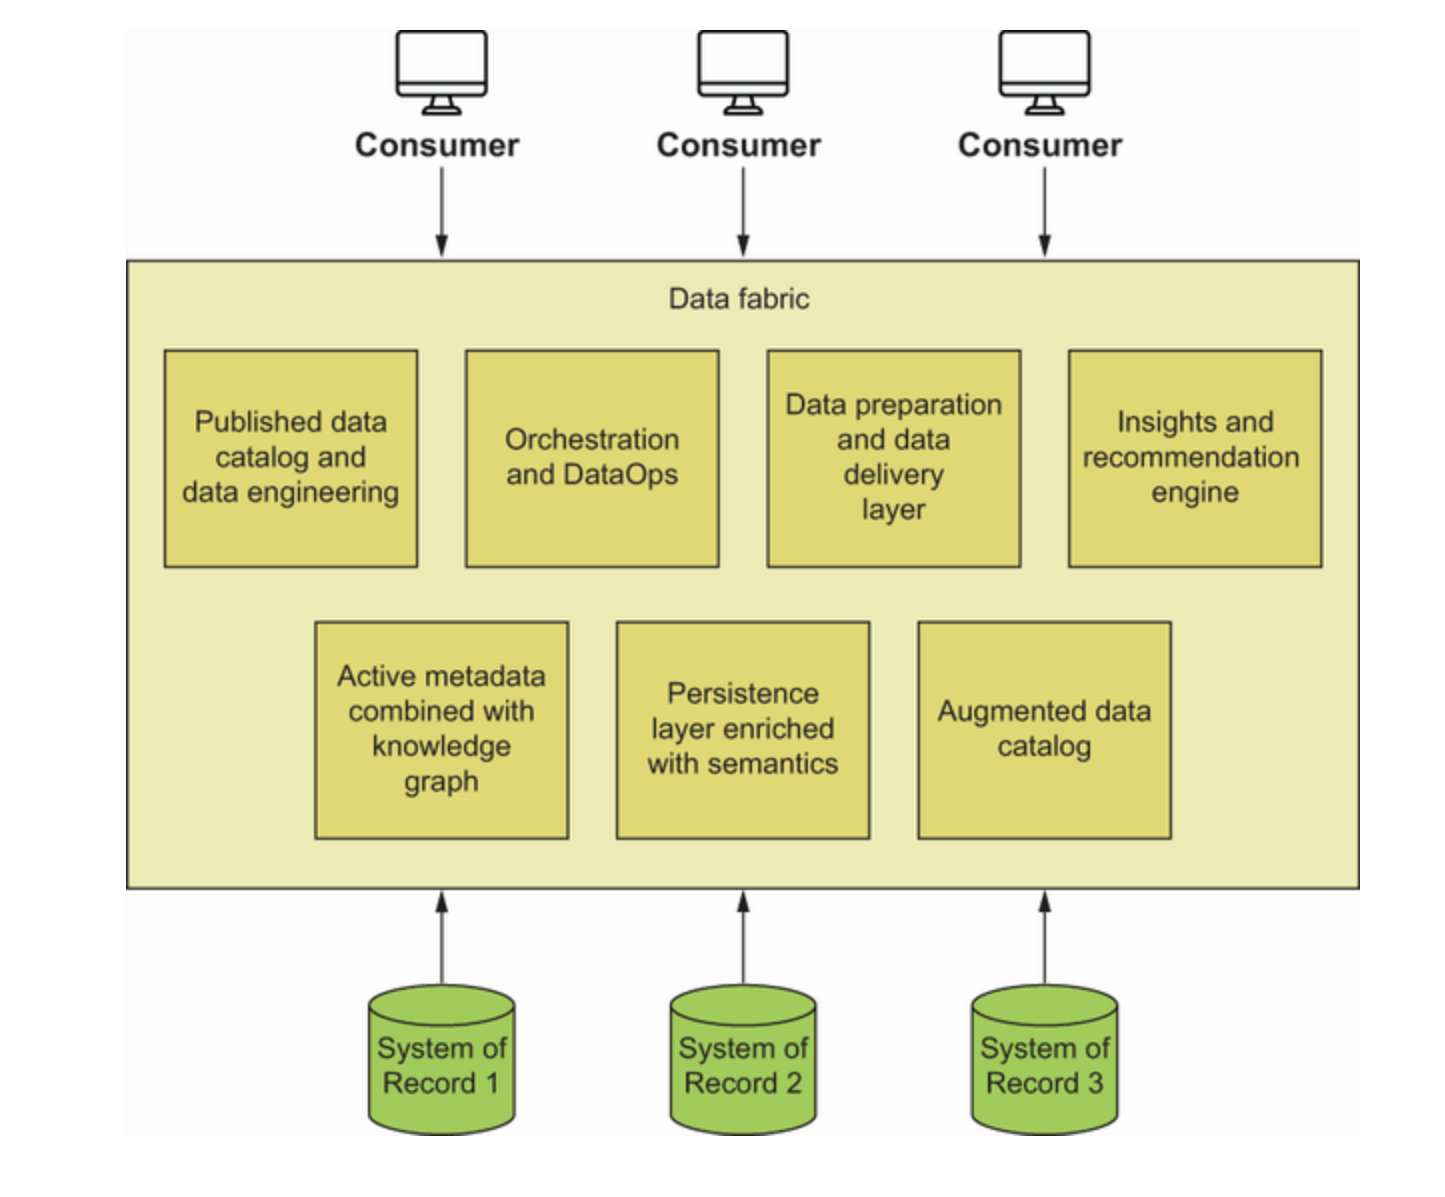 Consumer
Consumer
Consumer
Data fabric
Published data
catalog and
data engineering
Orchestration
and DataOps
Data preparation
and data
delivery
layer
Insights and
recommendation
engine
Active metadata
combined with
knowledge
graph
Persistence
layer enriched
with semantics
Augmented data
catalog
System of
Record 1
System of
Record 2
System of
Record 3